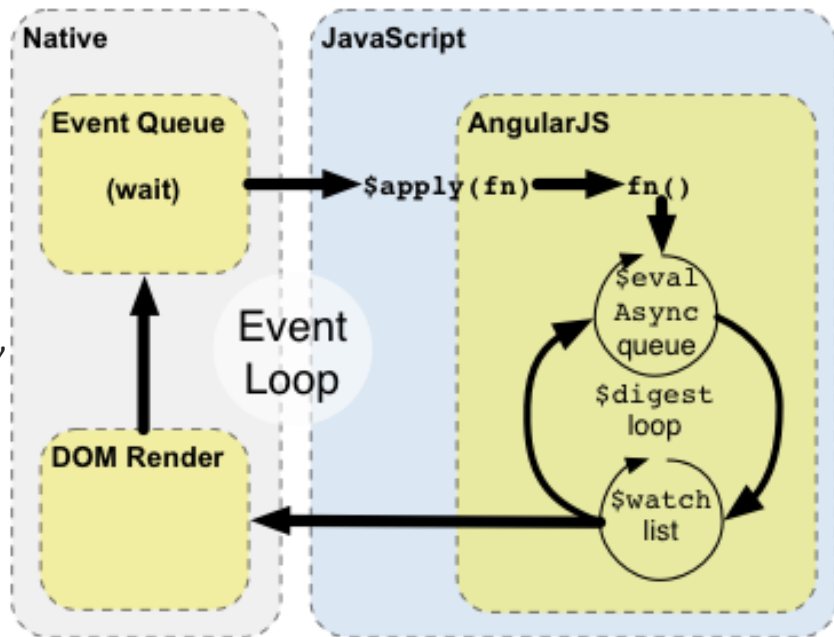 Native
JavaScript
Event Queue
(wait)
AngularJS
$apply(fn)
fn()
$eval
Async
queue
Event
Loop
$digest
loop
DOM Render
$watch
list
,